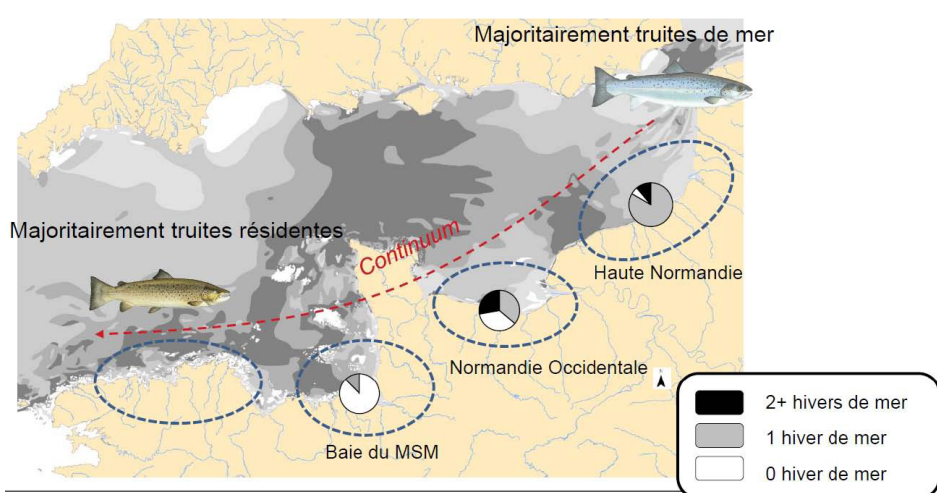 Majoritairement truites de mer
Majoritairement truites résidentes
Continuum
Haute Normandie
Normandie Occidentale
Baie du MSM
2+ hivers de mer
1 hiver de mer
0 hiver de mer